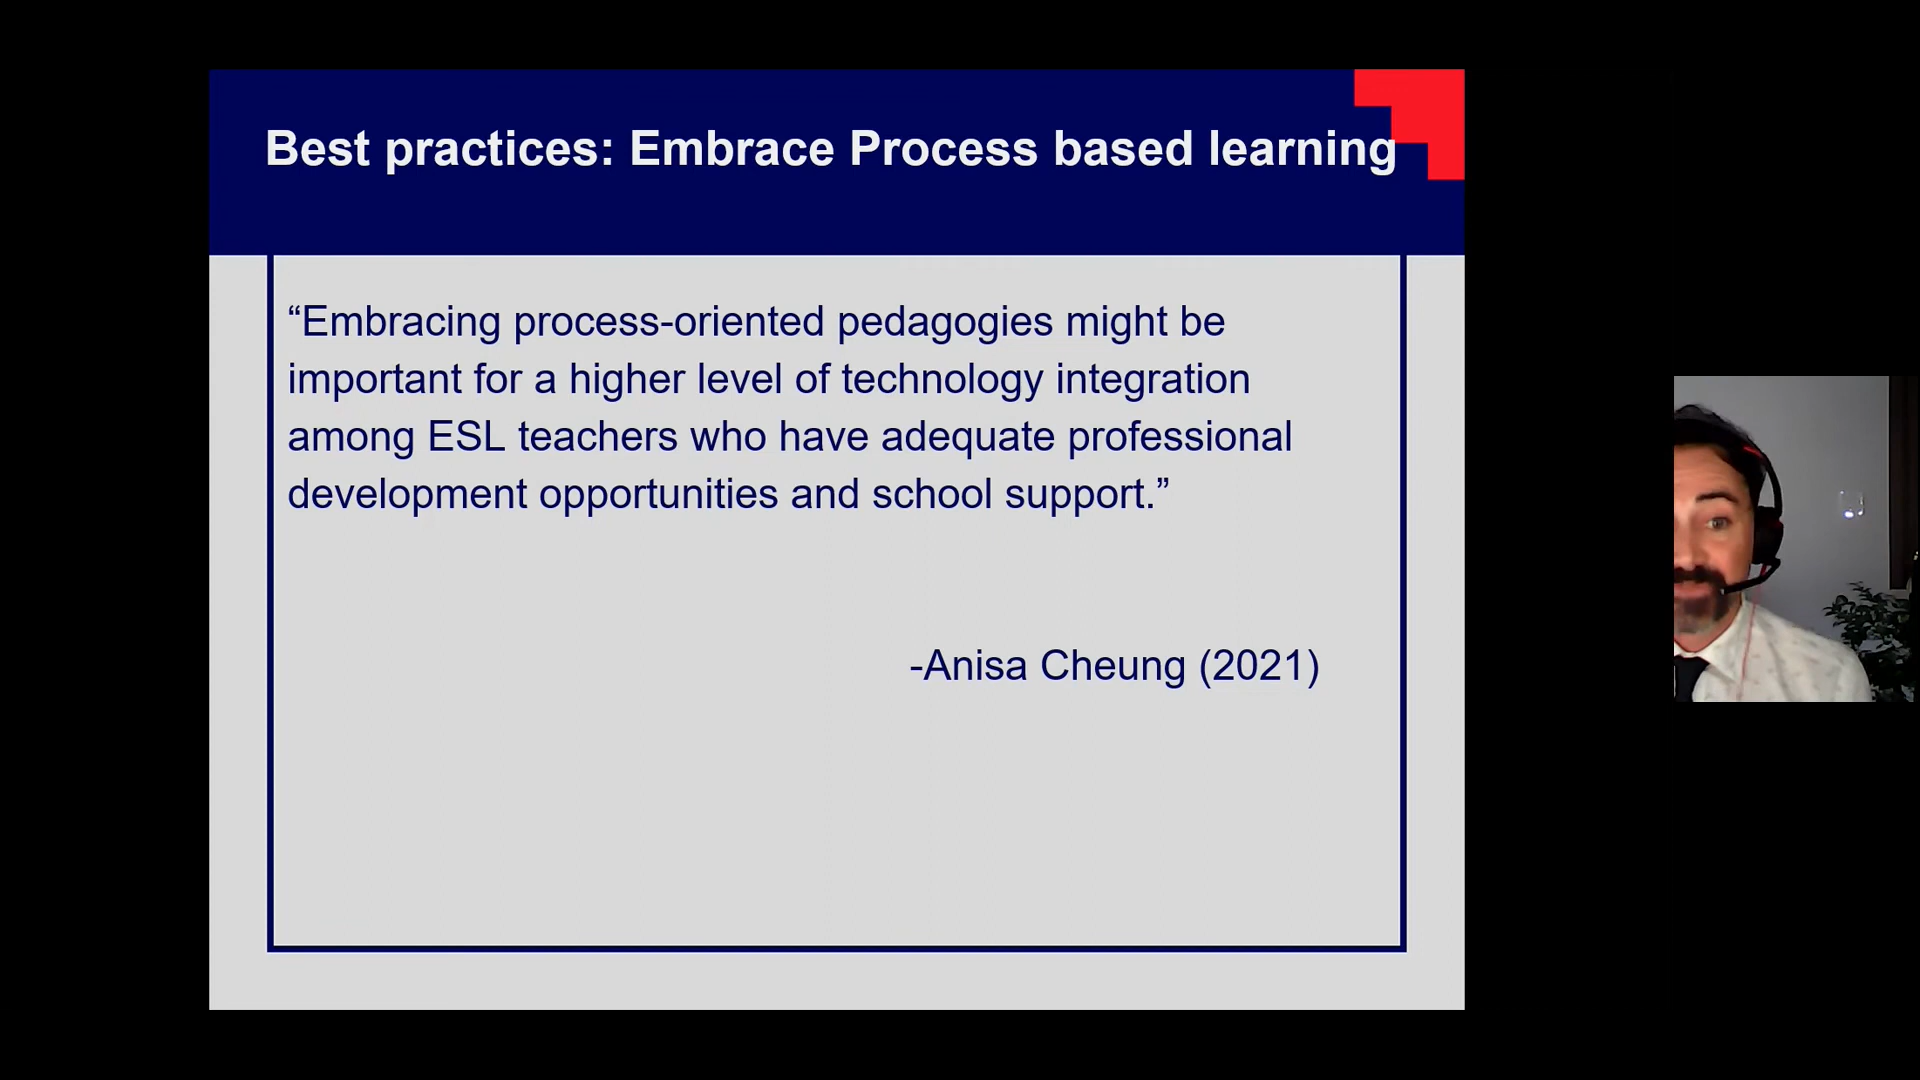 Best practices: Embrace Process based learning
“Embracing process-oriented pedagogies might be
important for a higher level of technology integration
among ESL teachers who have adequate professional
development opportunities and school support.”
-Anisa Cheung (2021)